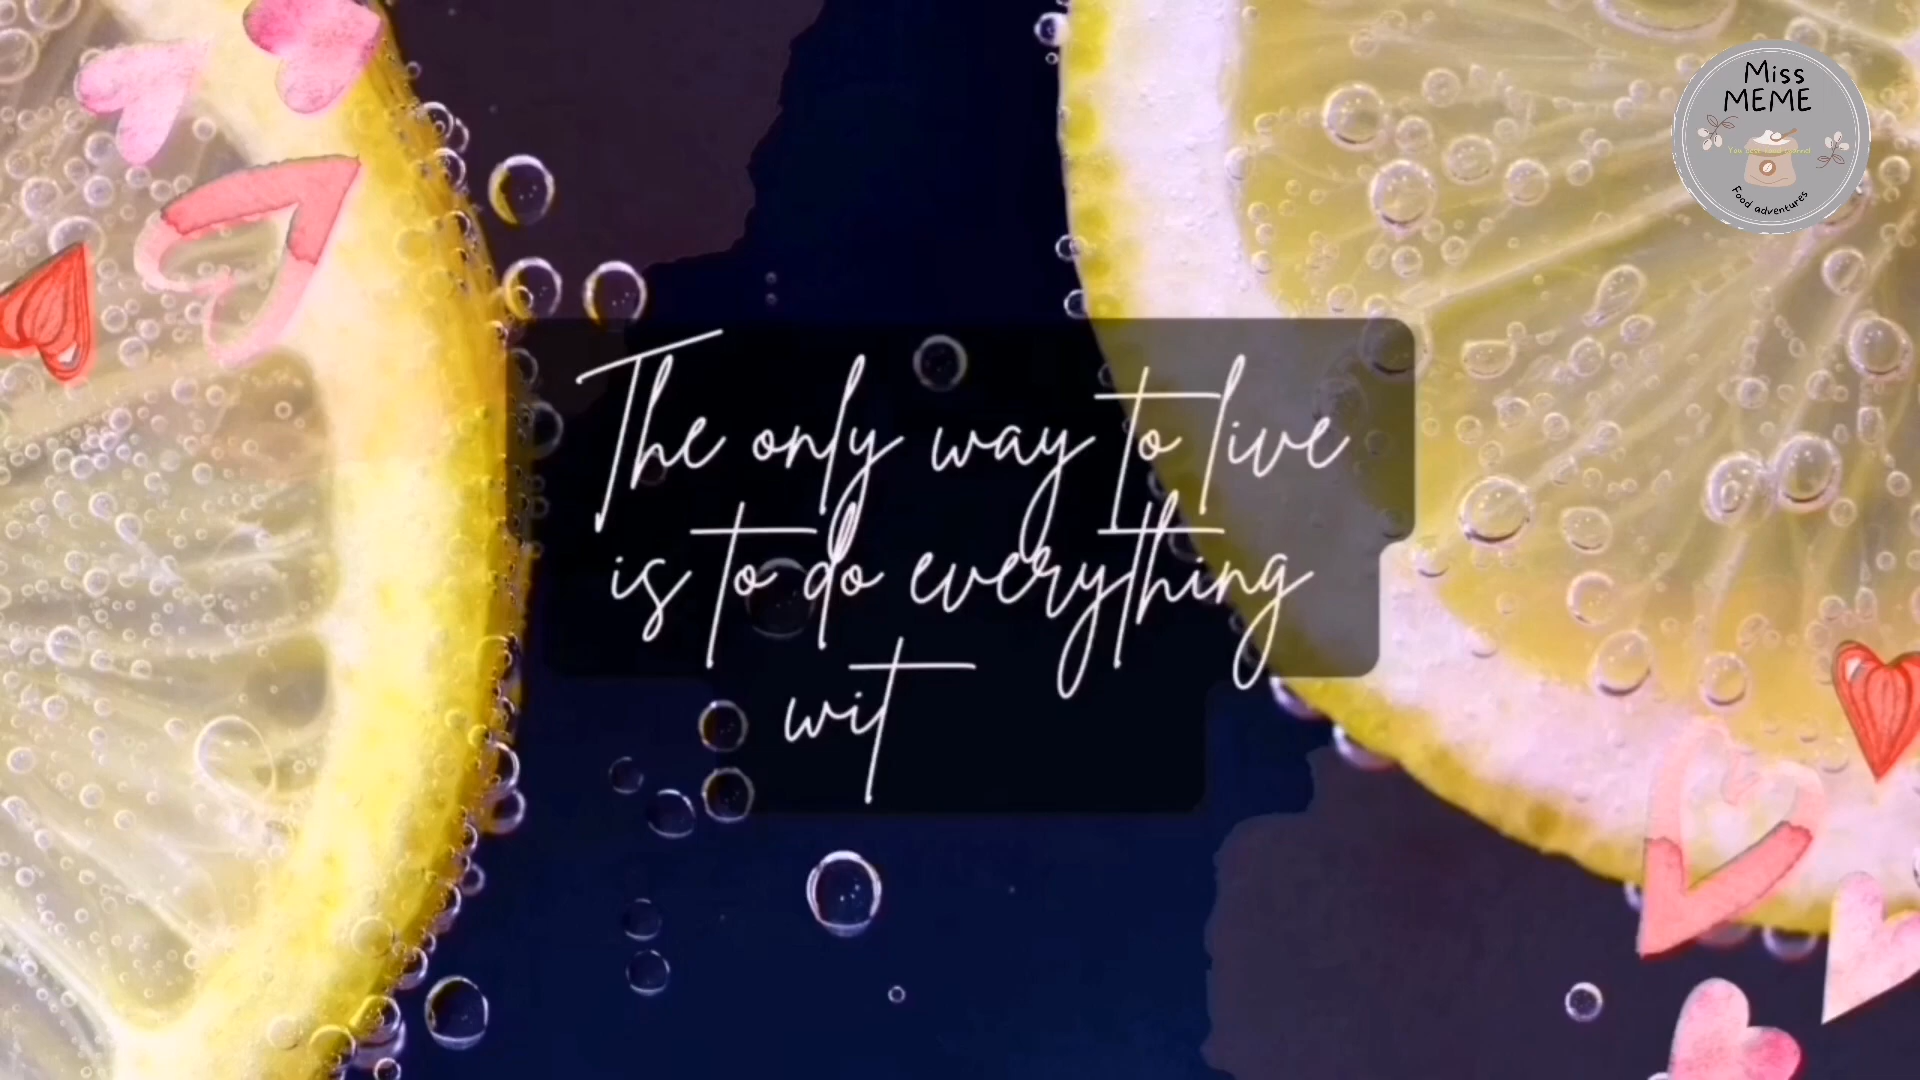 Miss
MEME
Food adventures
The only way to live
is to do everything
wit